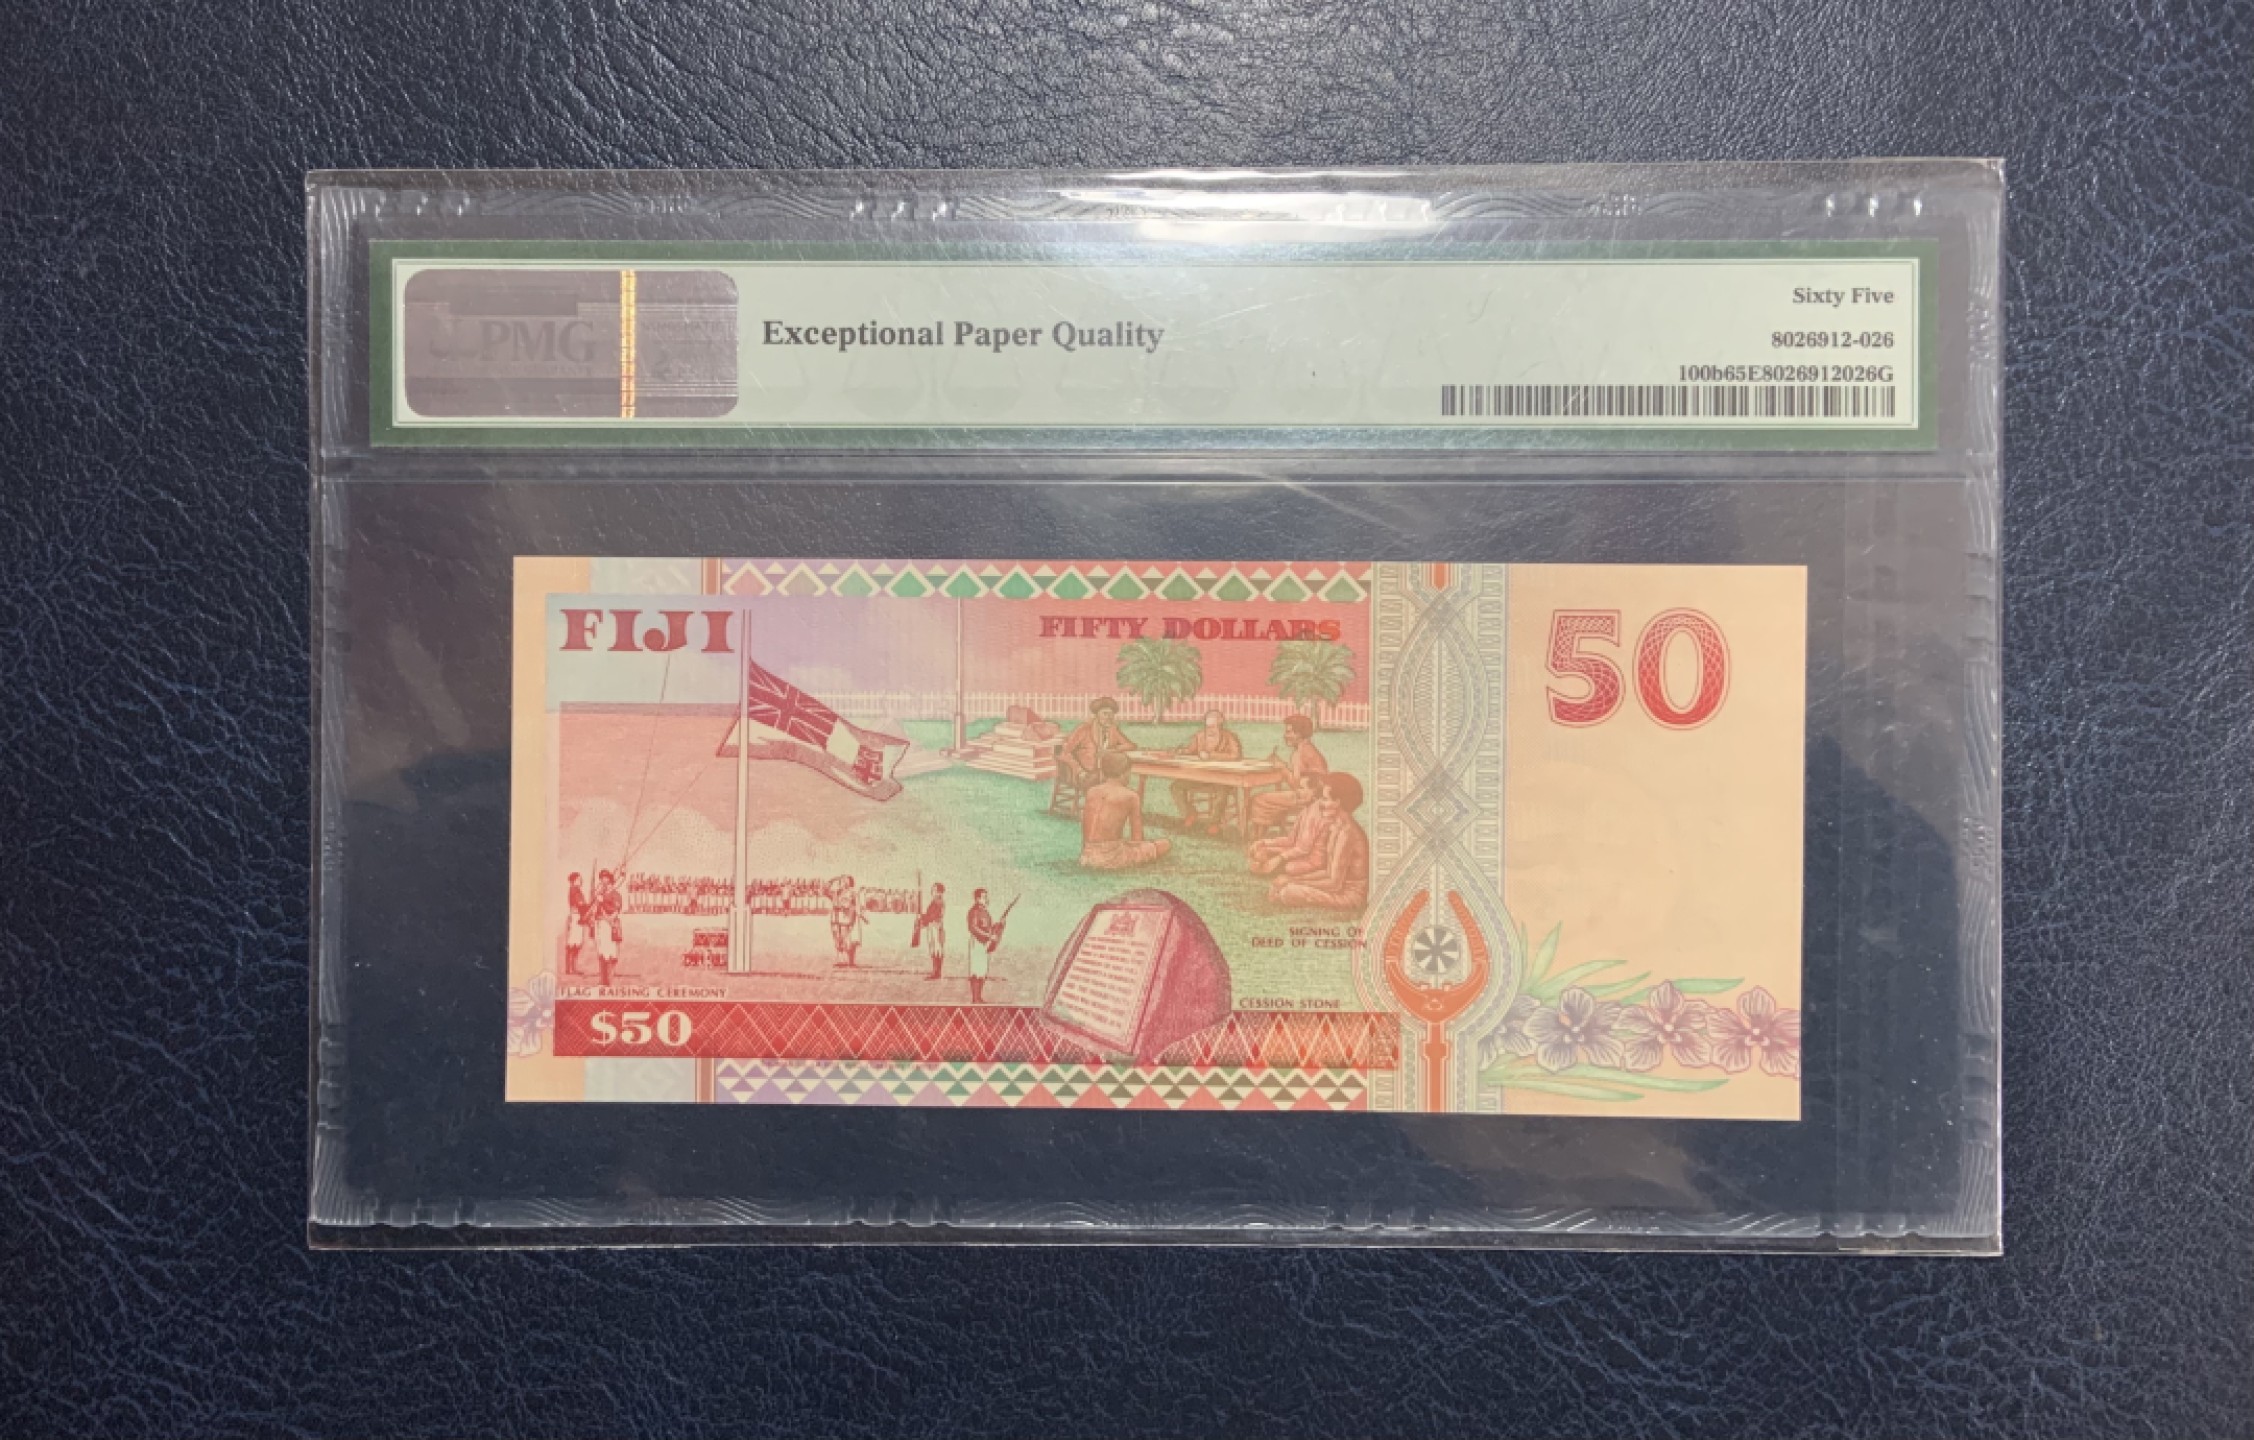 PMG
Exceptional Paper Quality
Sixty Five
8026912-026
100b65E8026912026G
FIJI
FIFTY DOLLARS
50
SIGNING OF
DEED OF CESSION
FLAG RAISING CEREMONY
CESSION STONE
$50